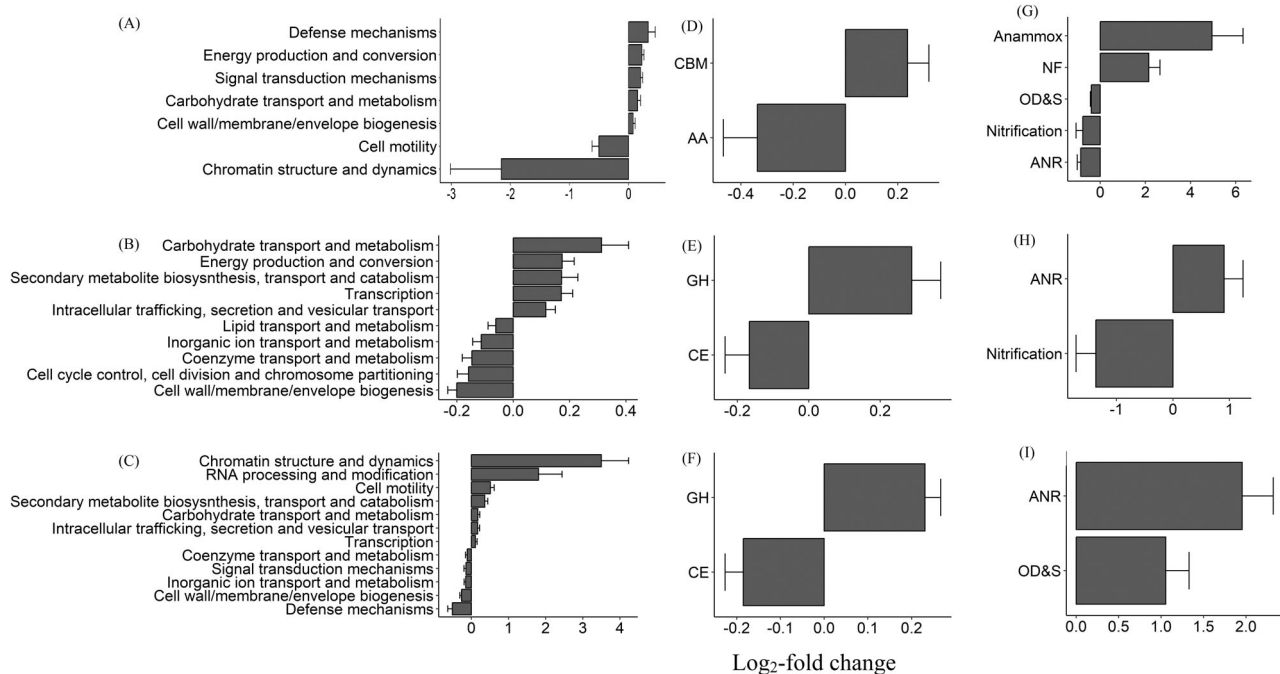 (A)
Defense mechanisms
Energy production and conversion
Signal transduction mechanisms
Carbohydrate transport and metabolism
Cell wall/membrane/envelope biogenesis
Cell motility
Chromatin structure and dynamics
-3 -2 -1 0
(D)
CBM
AA
-0.4 -0.2 0.0 0.2
(G)
Anammox
NF
OD&S
Nitrification
ANR
0 2 4 6
(B)
Carbohydrate transport and metabolism
Energy production and conversion
Secondary metabolite biosynthesis, transport and catabolism
Transcription
Intracellular trafficking, secretion and vesicular transport
Lipid transport and metabolism
Inorganic ion transport and metabolism
Coenzyme transport and metabolism
Cell cycle control, cell division and chromosome partitioning
Cell wall/membrane/envelope biogenesis
-0.2 0.0 0.2 0.4
(E)
GH
CE
-0.2 0.0 0.2
(H)
ANR
Nitrification
-1 0 1
(C)
Chromatin structure and dynamics
RNA processing and modification
Cell motility
Secondary metabolite biosynthesis, transport and catabolism
Carbohydrate transport and metabolism
Intracellular trafficking, secretion and vesicular transport
Transcription
Coenzyme transport and metabolism
Signal transduction mechanisms
Inorganic ion transport and metabolism
Cell wall/membrane/envelope biogenesis
Defense mechanisms
0 1 2 3 4
(F)
GH
CE
-0.2 -0.1 0.0 0.1 0.2
(I)
ANR
OD&S
0.0 0.5 1.0 1.5 2.0
Log₂-fold change